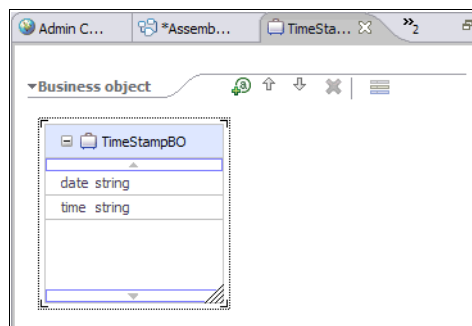 Admin C... *Assemb... TimeSta... »2
Business object
TimeStampBO
date string
time string